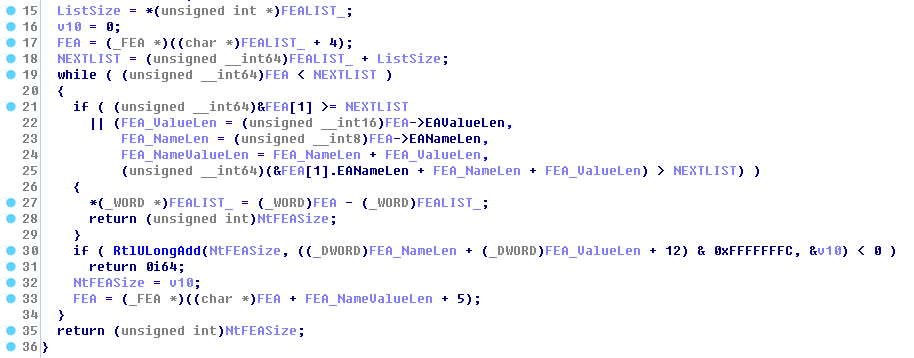 15 ListSize = *(unsigned int *)FEALIST_;
16 v10 = 0;
17 FEA = (_FEA *)((char *)FEALIST_ + 4);
18 NEXTLIST = (unsigned __int64)FEALIST_ + ListSize;
19 while ( (unsigned __int64)FEA < NEXTLIST )
20 {
21 if ( (unsigned __int64)&FEA[1] >= NEXTLIST
22 || (FEA_ValueLen = (unsigned __int16)FEA->EAValueLen,
23 FEA_NameLen = (unsigned __int8)FEA->EANameLen,
24 FEA_NameValueLen = FEA_NameLen + FEA_ValueLen,
25 (unsigned __int64)(&FEA[1].EANameLen + FEA_NameLen + FEA_ValueLen) > NEXTLIST) )
26 {
27 *(_WORD *)FEALIST_ = (_WORD)FEA - (_WORD)FEALIST_;
28 return (unsigned int)NtFEASize;
29 }
30 if ( RtlULongAdd(NtFEASize, ((_DWORD)FEA_NameLen + (_DWORD)FEA_ValueLen + 12) & 0xFFFFFFFC, &v10) < 0 )
31 return 0i64;
32 NtFEASize = v10;
33 FEA = (_FEA *)((char *)FEA + FEA_NameValueLen + 5);
34 }
35 return (unsigned int)NtFEASize;
36 }